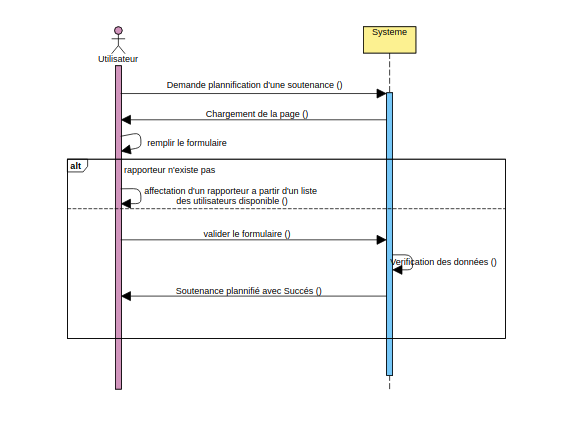 Systeme
Utilisateur
Demande plannification d'une soutenance ()
Chargement de la page ()
remplir le formulaire
alt
rapporteur n'existe pas
affectation d'un rapporteur a partir d'un liste
des utilisateurs disponible ()
valider le formulaire ()
Verification des données ()
Soutenance plannifié avec Succés ()